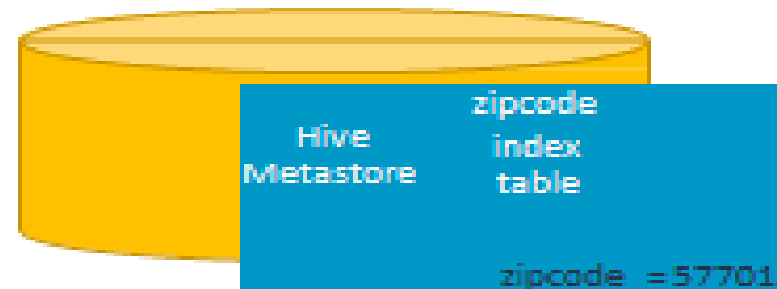 Hive
Metastore
zipcode
index
table
zipcode =57701